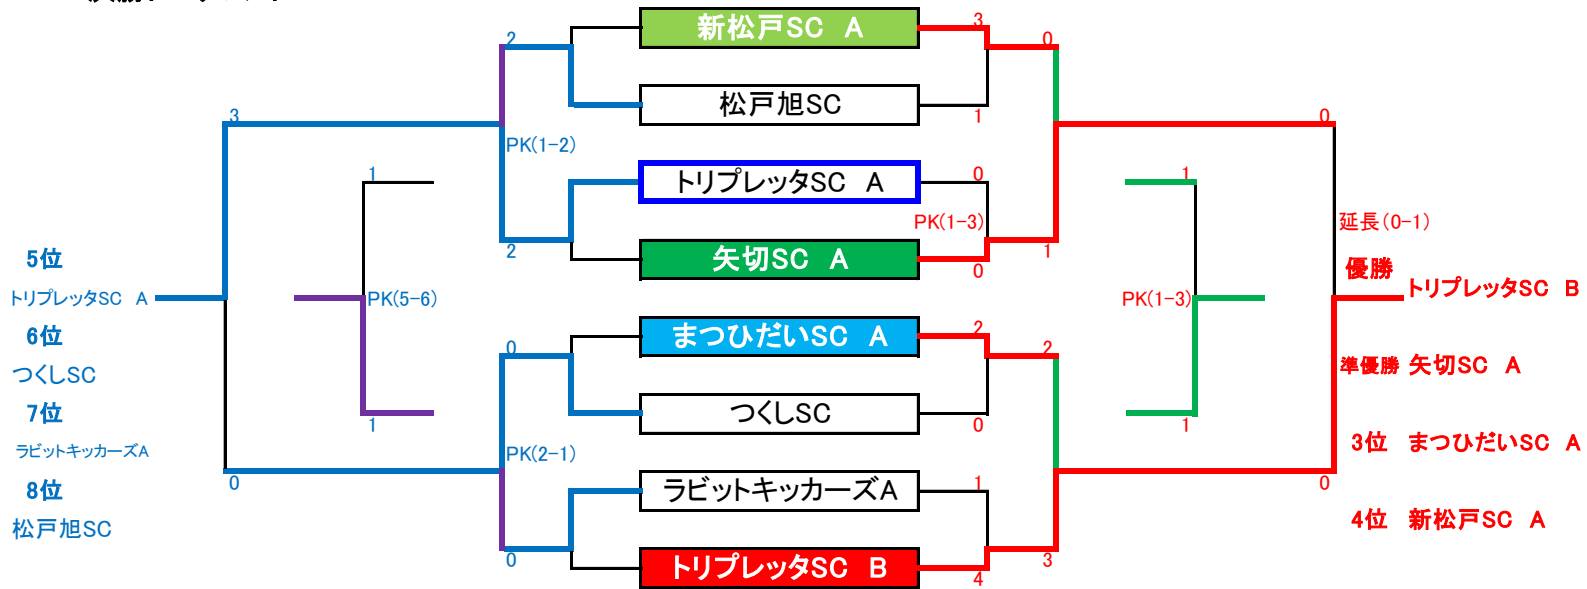 新松戸SC A
3
2
0
松戸旭SC
3
1
0
PK(1-2)
1
トリプレッタSC A
0
1
PK(1-3)
延長(0-1)
2
矢切SC A
0
1
5位
優勝
トリプレッタSC A
PK(5-6)
PK(1-3)
トリプレッタSC B
6位
まつひだいSC A
2
0
2
つくしSC
準優勝 矢切SC A
7位
1
つくしSC
0
1
ラビットキッカーズA
PK(2-1)
3位 まつひだいSC A
8位
0
ラビットキッカーズA
1
0
松戸旭SC
4位 新松戸SC A
0
トリプレッタSC B
4
3